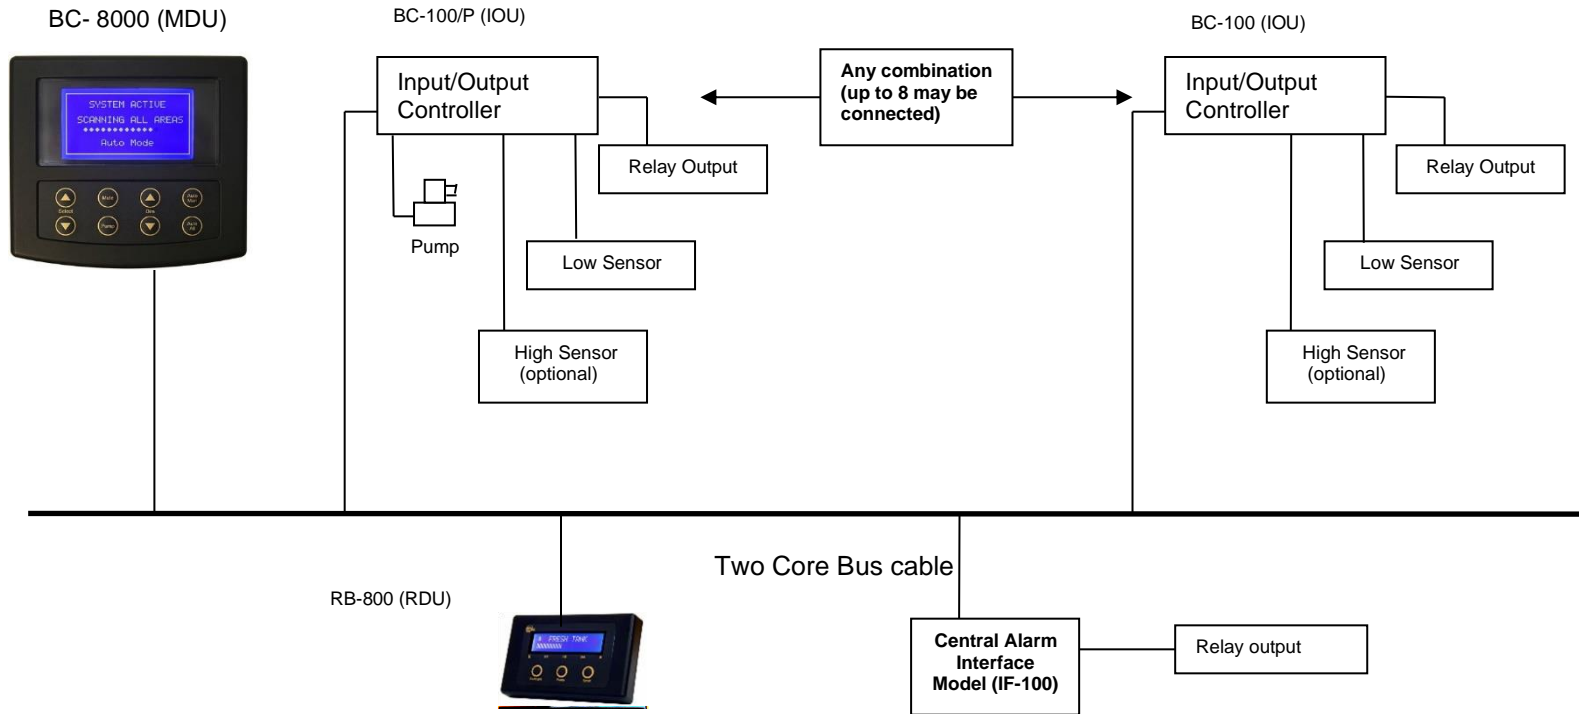 BC- 8000 (MDU)
BC-100/P (IOU)
BC-100 (IOU)
SYSTEM ACTIVE
SCANNING ALL AREAS
Auto Mode
Select
Mute
Pump
Input/Output
Controller
Any combination
(up to 8 may be
connected)
Input/Output
Controller
Relay Output
Relay Output
Pump
Low Sensor
Low Sensor
High Sensor
(optional)
High Sensor
(optional)
Two Core Bus cable
RB-800 (RDU)
FRESH TANK
Central Alarm
Interface
Model (IF-100)
Relay output